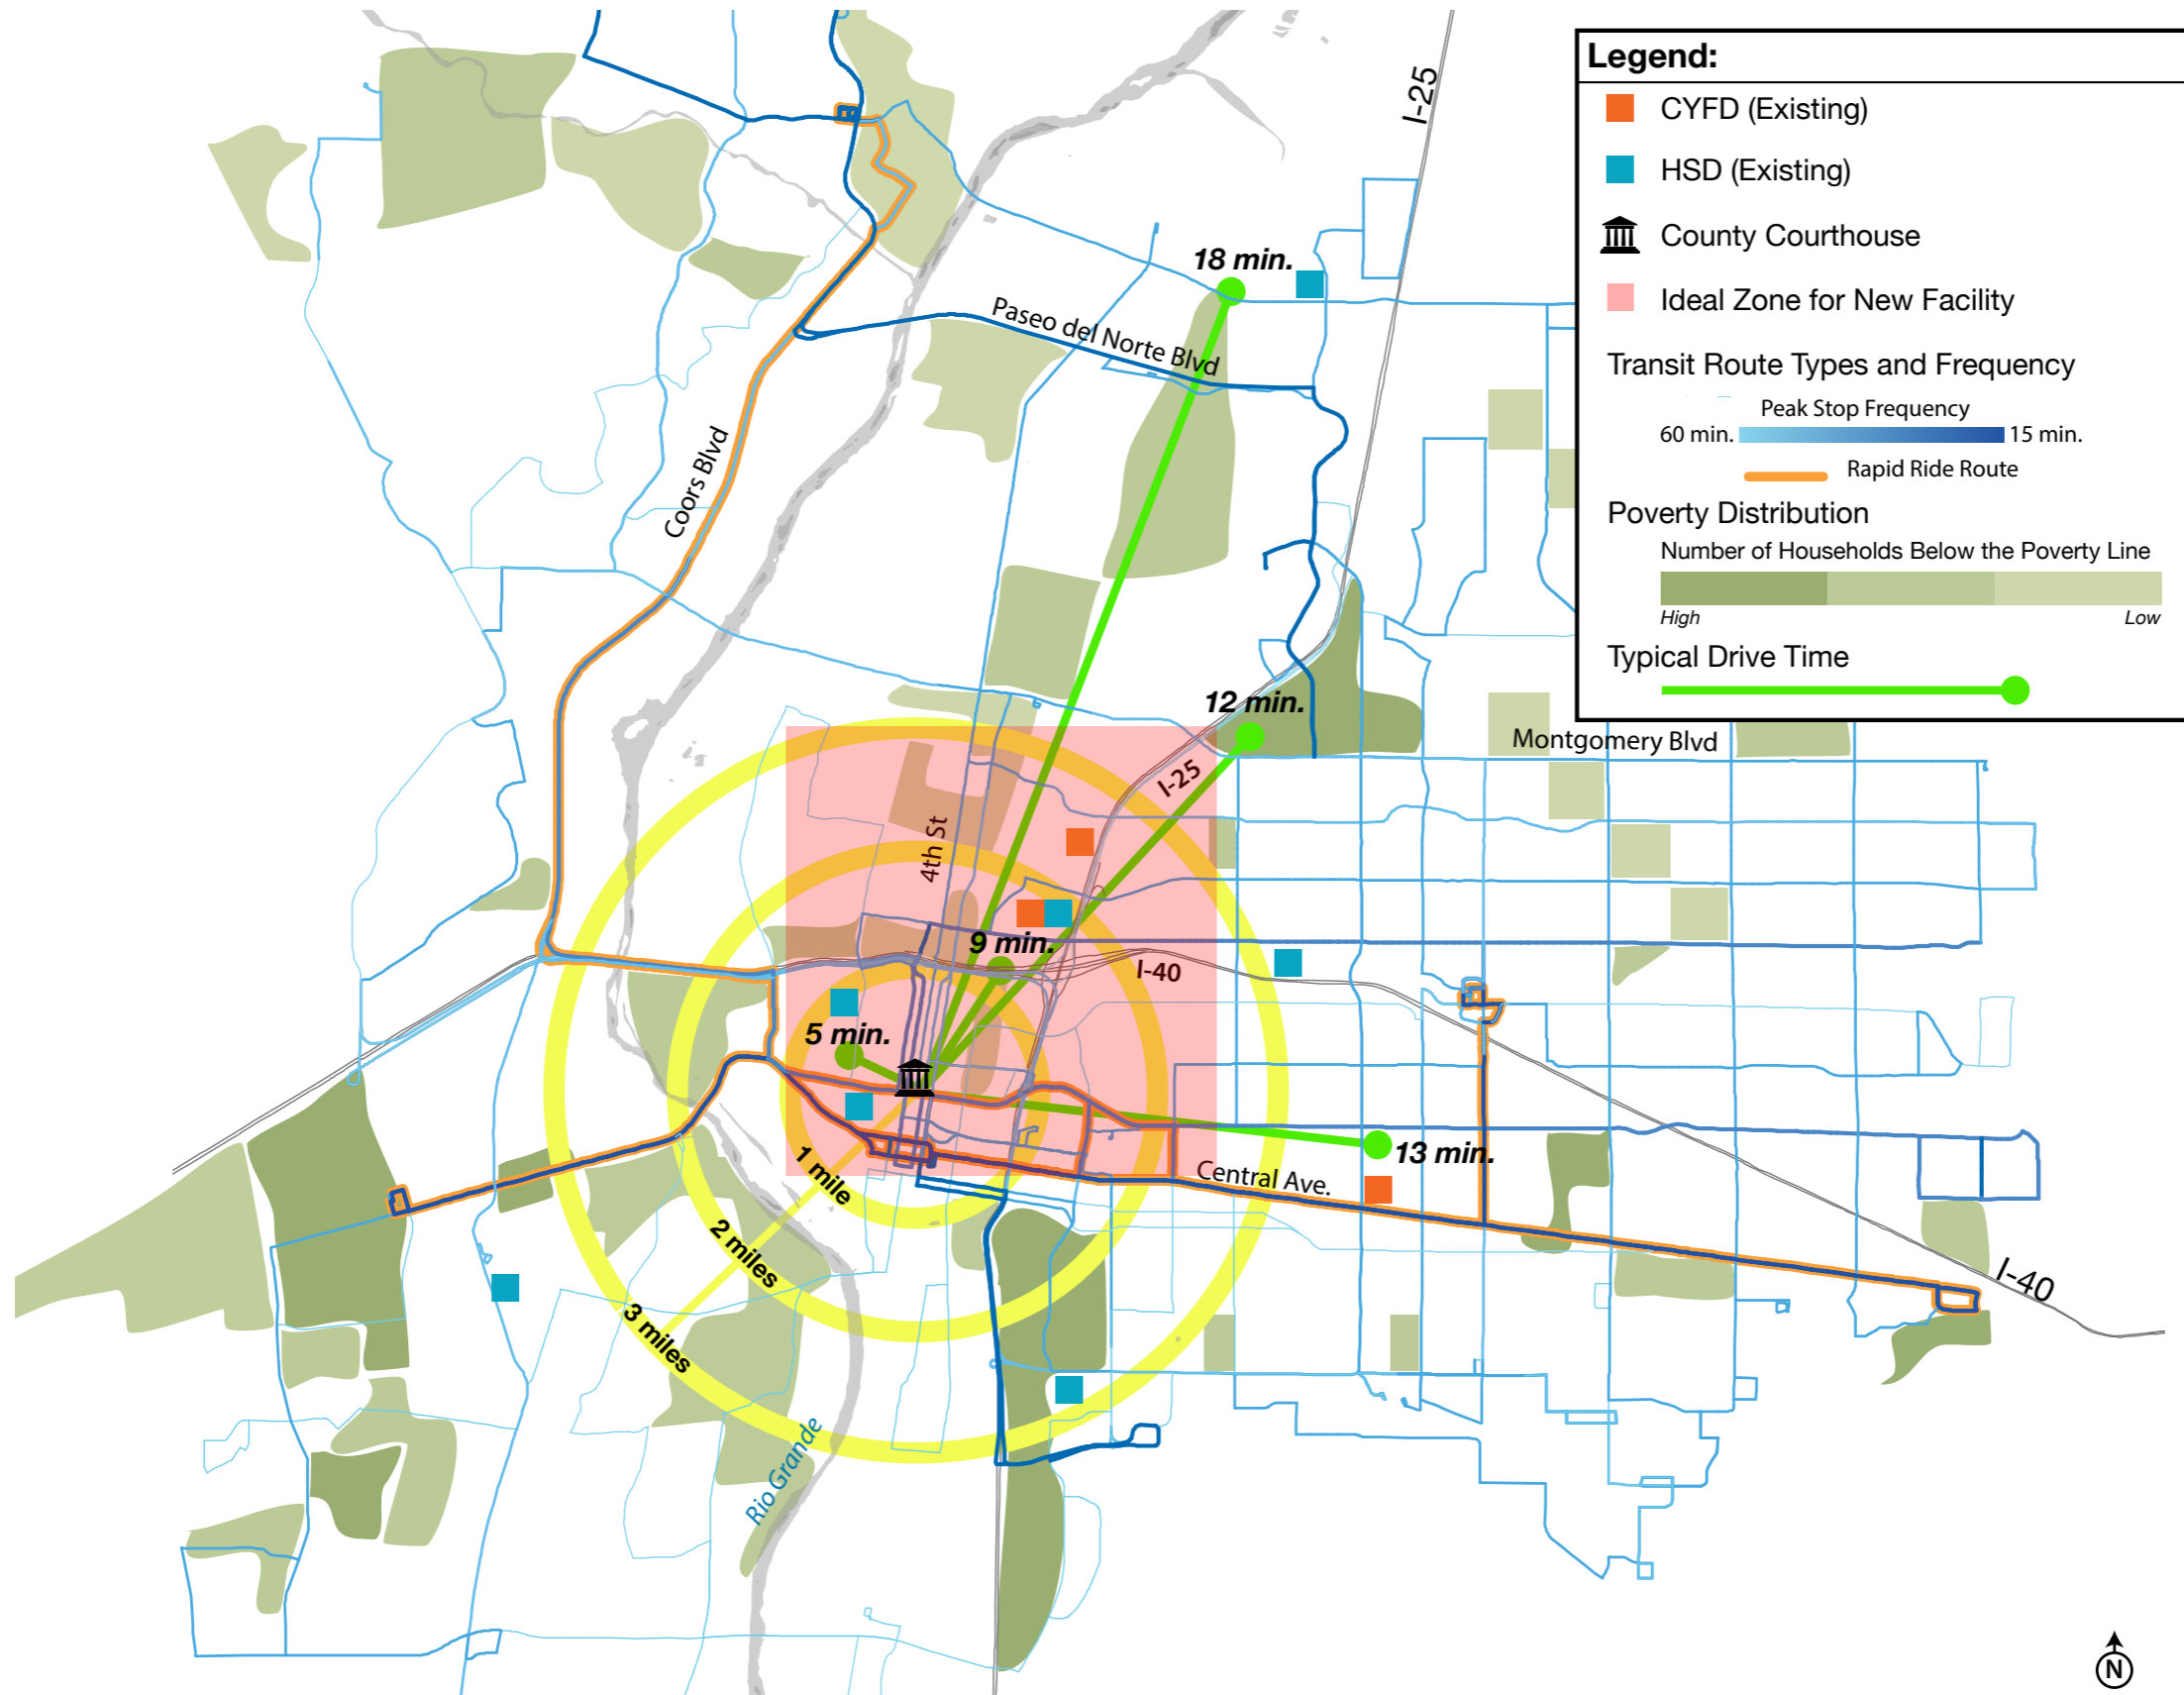 Legend:
CYFD (Existing)
HSD (Existing)
County Courthouse
Ideal Zone for New Facility
Transit Route Types and Frequency
Peak Stop Frequency
60 min.
15 min.
Rapid Ride Route
Poverty Distribution
Number of Households Below the Poverty Line
High
Low
Typical Drive Time
I-25
18 min.
Paseo del Norte Blvd
Coors Blvd
12 min.
Montgomery Blvd
I-25
4th St
9 min.
I-40
5 min.
13 min.
Central Ave.
1 mile
2 miles
3 miles
I-40
Rio Grande
N